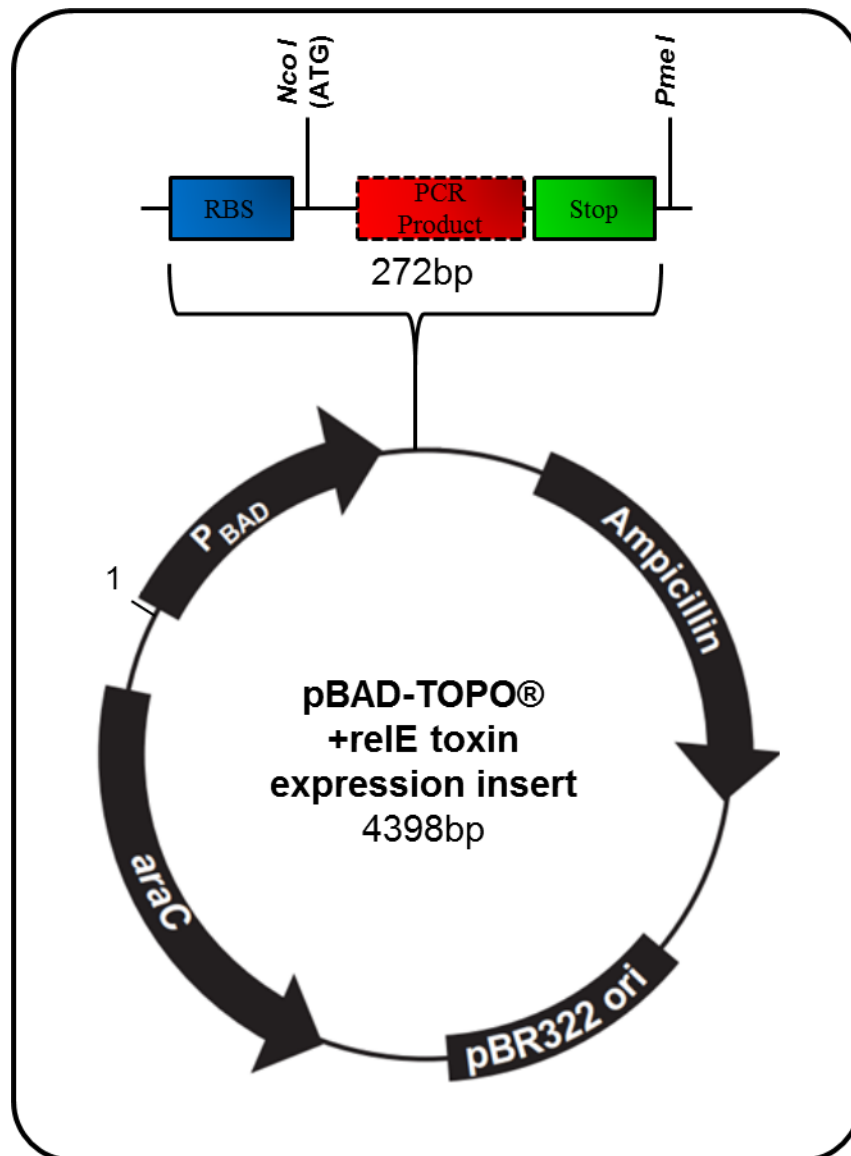 Nco I
(ATG)
Pme I
RBS
PCR
Product
Stop
272bp
PBAD
Ampicillin
1
pBAD-TOPO®
+relE toxin
expression insert
4398bp
araC
pBR322 ori